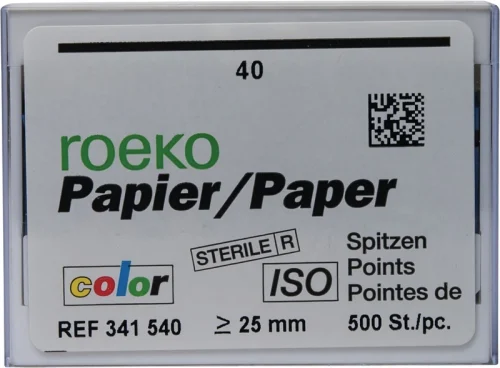 40
roeko
Papier/Paper
STERILE R
Spitzen
color
ISO
Points
Pointes de
REF 341 540
≥ 25 mm
500 St./pc.